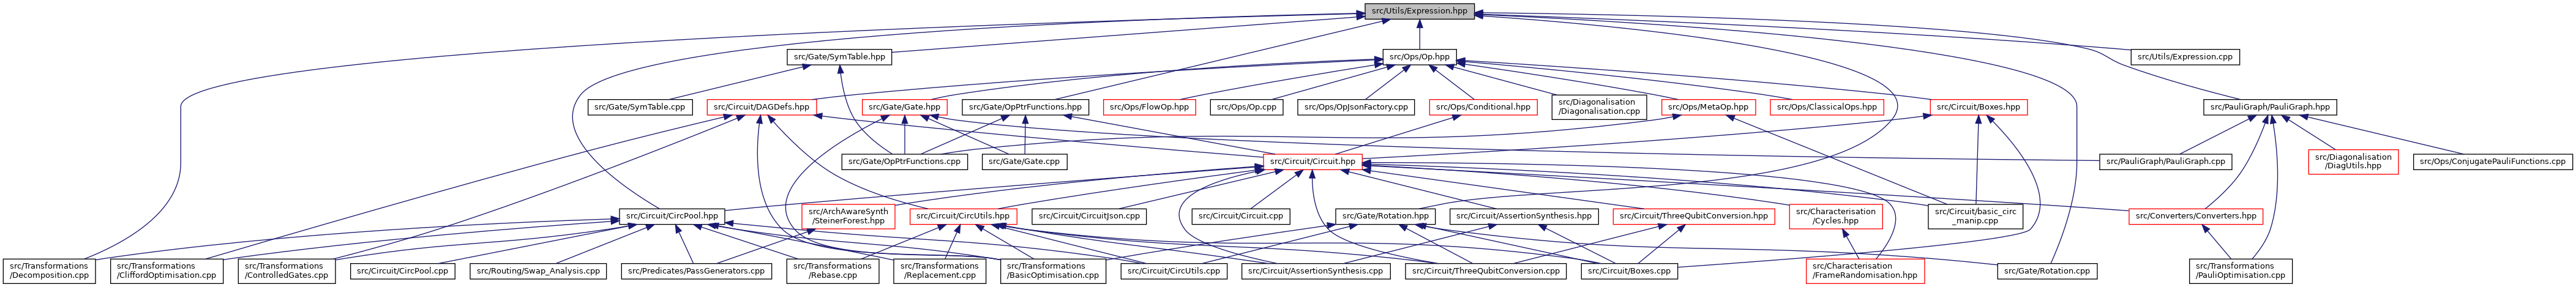 src/Utils/Expression.hpp
src/Gate/SymTable.hpp
src/Ops/Op.hpp
src/Utils/Expression.cpp
src/Gate/SymTable.cpp
src/Circuit/DAGDefs.hpp
src/Gate/Gate.hpp
src/Gate/OpPtrFunctions.hpp
src/Ops/FlowOp.hpp
src/Ops/Op.cpp
src/Ops/OpJsonFactory.cpp
src/Ops/Conditional.hpp
src/Diagonalisation
/Diagonalisation.cpp
src/Ops/MetaOp.hpp
src/Ops/ClassicalOps.hpp
src/Circuit/Boxes.hpp
src/PauliGraph/PauliGraph.hpp
src/Gate/OpPtrFunctions.cpp
src/Gate/Gate.cpp
src/Circuit/Circuit.hpp
src/PauliGraph/PauliGraph.cpp
src/Diagonalisation
/DiagUtils.hpp
src/Ops/ConjugatePauliFunctions.cpp
src/Circuit/CircPool.hpp
src/ArchAwareSynth
/SteinerForest.hpp
src/Circuit/CircUtils.hpp
src/Circuit/CircuitJson.cpp
src/Circuit/Circuit.cpp
src/Gate/Rotation.hpp
src/Circuit/AssertionSynthesis.hpp
src/Circuit/ThreeQubitConversion.hpp
src/Characterisation
/Cycles.hpp
src/Circuit/basic_circ
_manip.cpp
src/Converters/Converters.hpp
src/Transformations
/Decomposition.cpp
src/Transformations
/CliffordOptimisation.cpp
src/Transformations
/ControlledGates.cpp
src/Circuit/CircPool.cpp
src/Routing/Swap_Analysis.cpp
src/Predicates/PassGenerators.cpp
src/Transformations
/Rebase.cpp
src/Transformations
/Replacement.cpp
src/Transformations
/BasicOptimisation.cpp
src/Circuit/CircUtils.cpp
src/Circuit/AssertionSynthesis.cpp
src/Circuit/ThreeQubitConversion.cpp
src/Circuit/Boxes.cpp
src/Characterisation
/FrameRandomisation.hpp
src/Gate/Rotation.cpp
src/Transformations
/PauliOptimisation.cpp